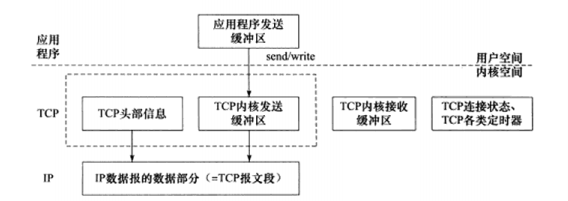 应用
程序
应用程序发送
缓冲区
send/write
用户空间
内核空间
TCP
TCP头部信息
TCP内核发送
缓冲区
TCP内核接收
缓冲区
TCP连接状态、
TCP各类定时器
IP
IP数据报的数据部分（=TCP报文段）